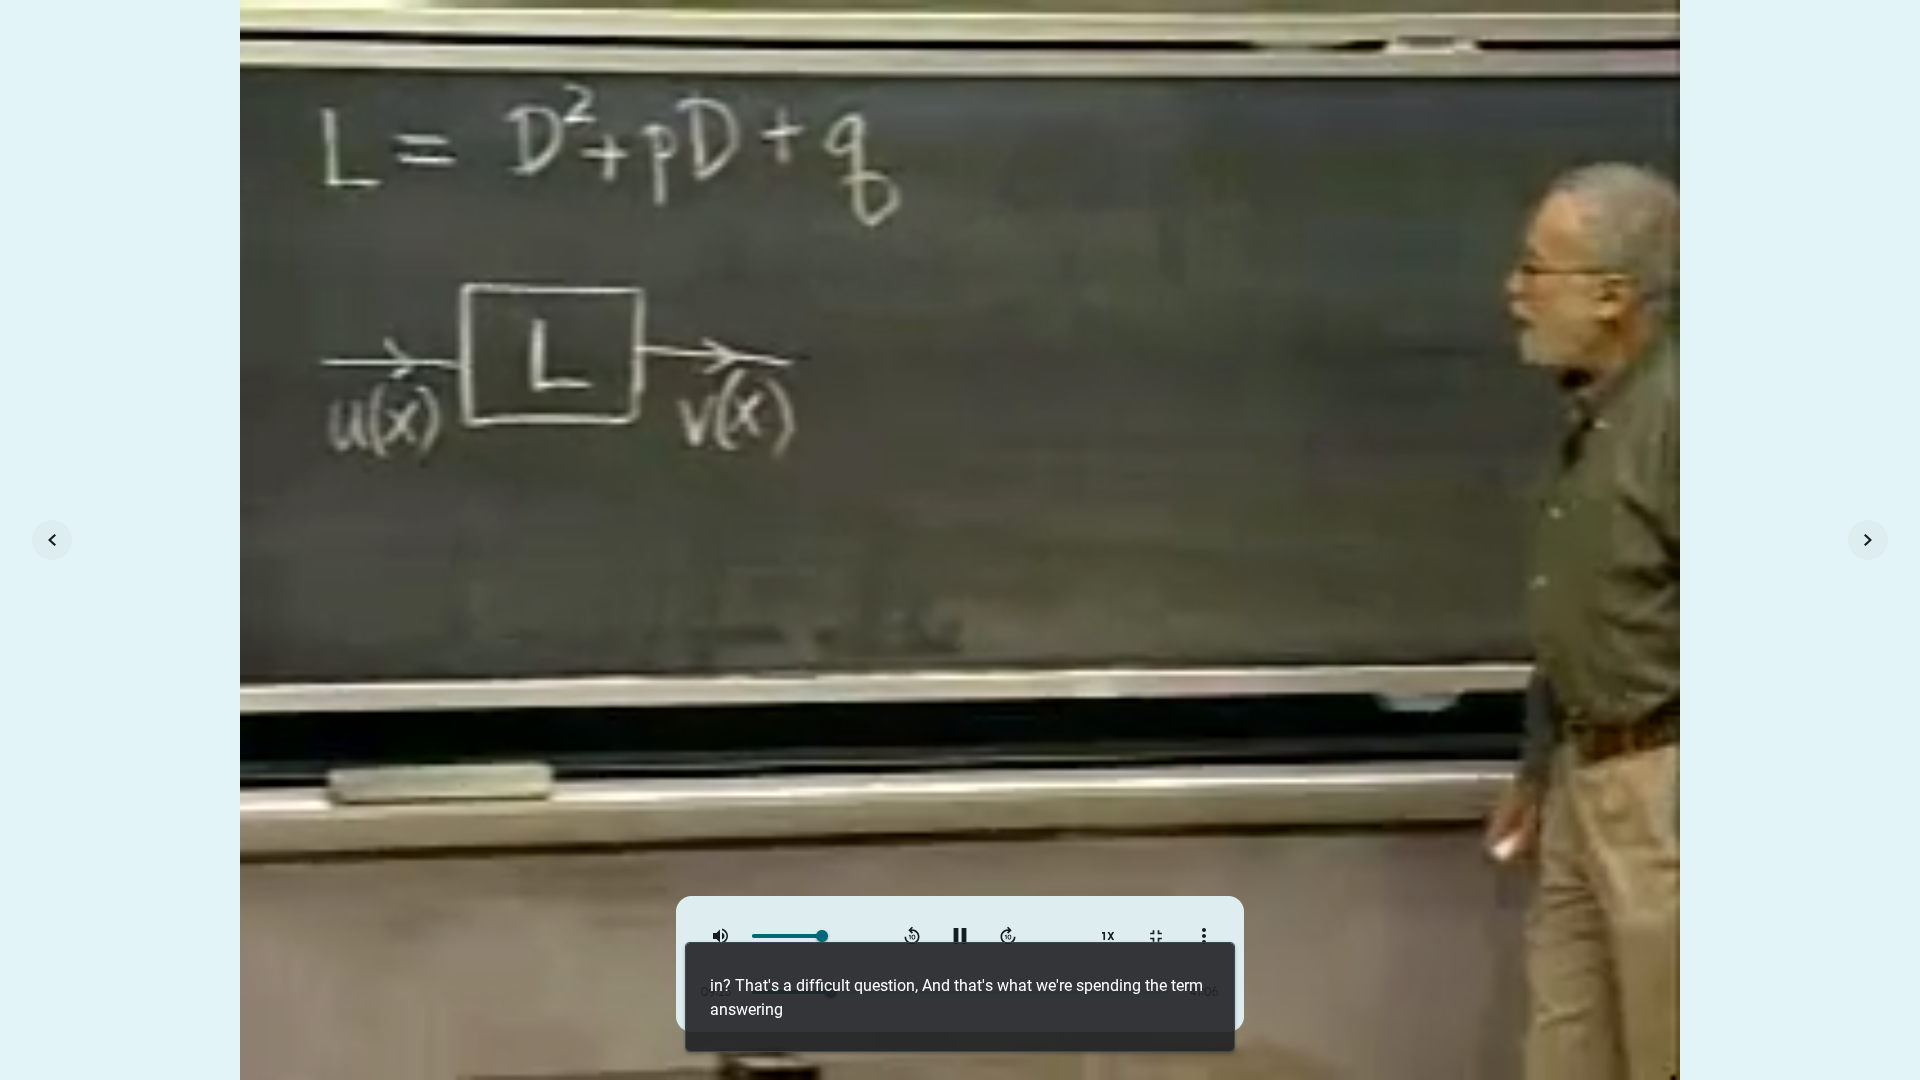 L = D²+pD+q
L
u(x) v(x)
1X
in? That's a difficult question, And that's what we're spending the term
answering